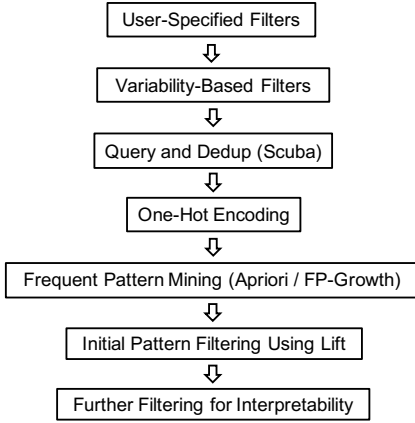 User-Specified Filters
Variability-Based Filters
Query and Dedup (Scuba)
One-Hot Encoding
Frequent Pattern Mining (Apriori / FP-Growth)
Initial Pattern Filtering Using Lift
Further Filtering for Interpretability